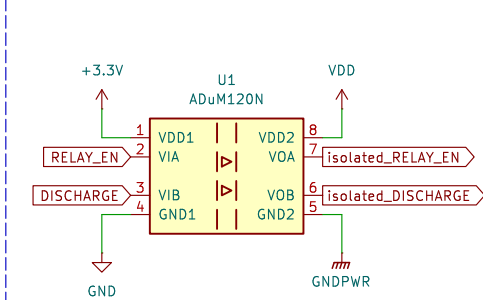 +3.3V
U1
VDD
ADuM120N
1 VDD1 VDD2 8
RELAY_EN 2 VIA VOA 7 isolated_RELAY_EN
DISCHARGE 3 VIB VOB 6 isolated_DISCHARGE
4 GND1 GND2 5
GND
GNDPWR